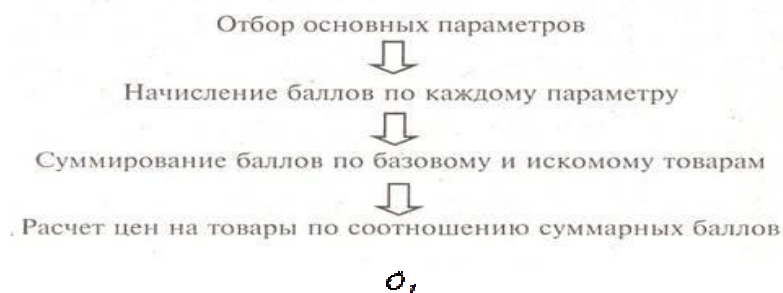 Отбор основных параметров
Начисление баллов по каждому параметру
Суммирование баллов по базовому и искомому товарам
Расчет цен на товары по соотношению суммарных баллов